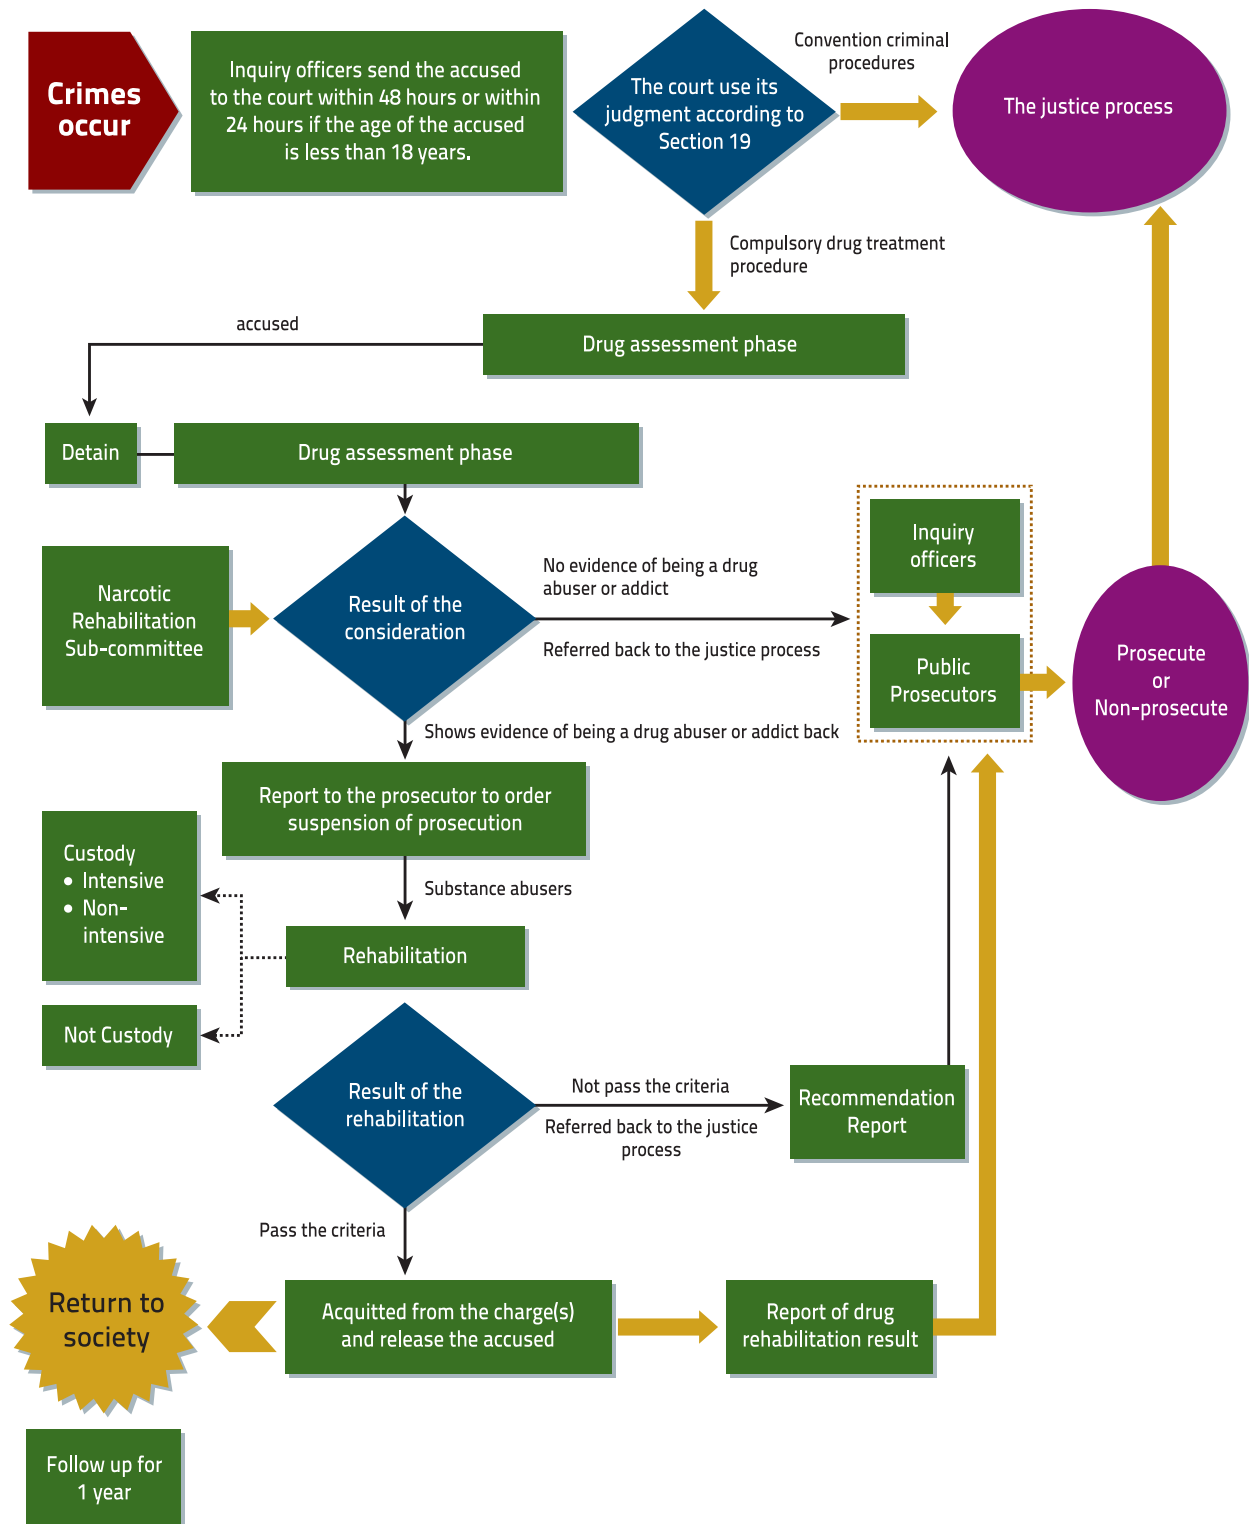 Crimes
occur
Inquiry officers send the accused
to the court within 48 hours or within
24 hours if the age of the accused
is less than 18 years.
The court use its
judgment according to
Section 19
Convention criminal
procedures
The justice process
Compulsory drug treatment
procedure
accused
Drug assessment phase
Detain
Drug assessment phase
Narcotic
Rehabilitation
Sub-committee
Result of the
consideration
No evidence of being a drug
abuser or addict
Referred back to the justice process
Inquiry
officers
Public
Prosecutors
Prosecute
or
Non-prosecute
Shows evidence of being a drug abuser or addict back
Report to the prosecutor to order
suspension of prosecution
Custody
• Intensive
• Non-
intensive
Substance abusers
Rehabilitation
Not Custody
Result of the
rehabilitation
Not pass the criteria
Referred back to the justice
process
Recommendation
Report
Pass the criteria
Return to
society
Acquitted from the charge(s)
and release the accused
Report of drug
rehabilitation result
Follow up for
1 year